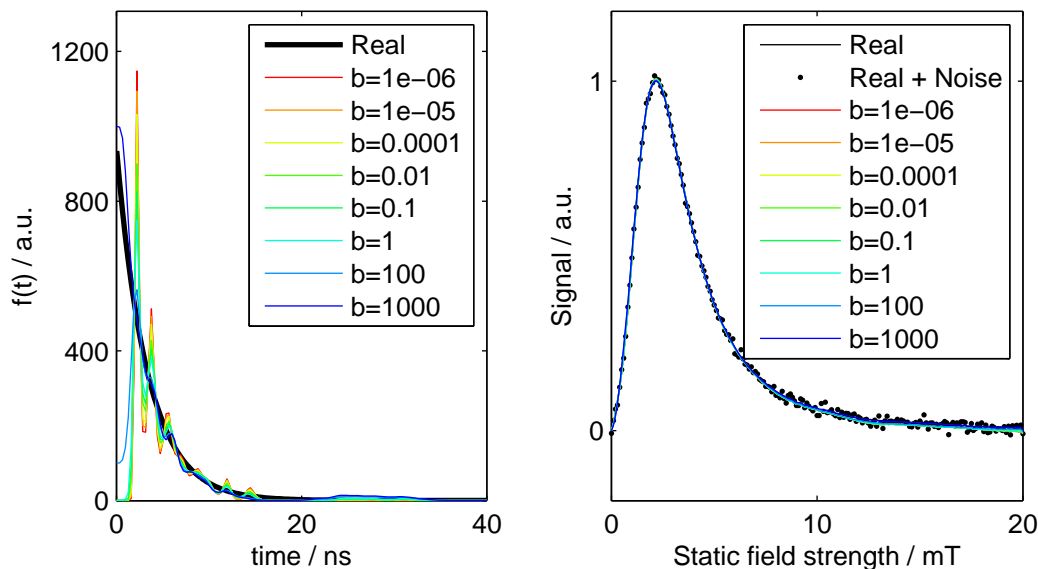 1200
800
400
0
f(t) / a.u.
0
20
40
time / ns
Real
b=1e−06
b=1e−05
b=0.0001
b=0.01
b=0.1
b=1
b=100
b=1000
1
0
Signal / a.u.
0
10
20
Static field strength / mT
Real
Real + Noise
b=1e−06
b=1e−05
b=0.0001
b=0.01
b=0.1
b=1
b=100
b=1000